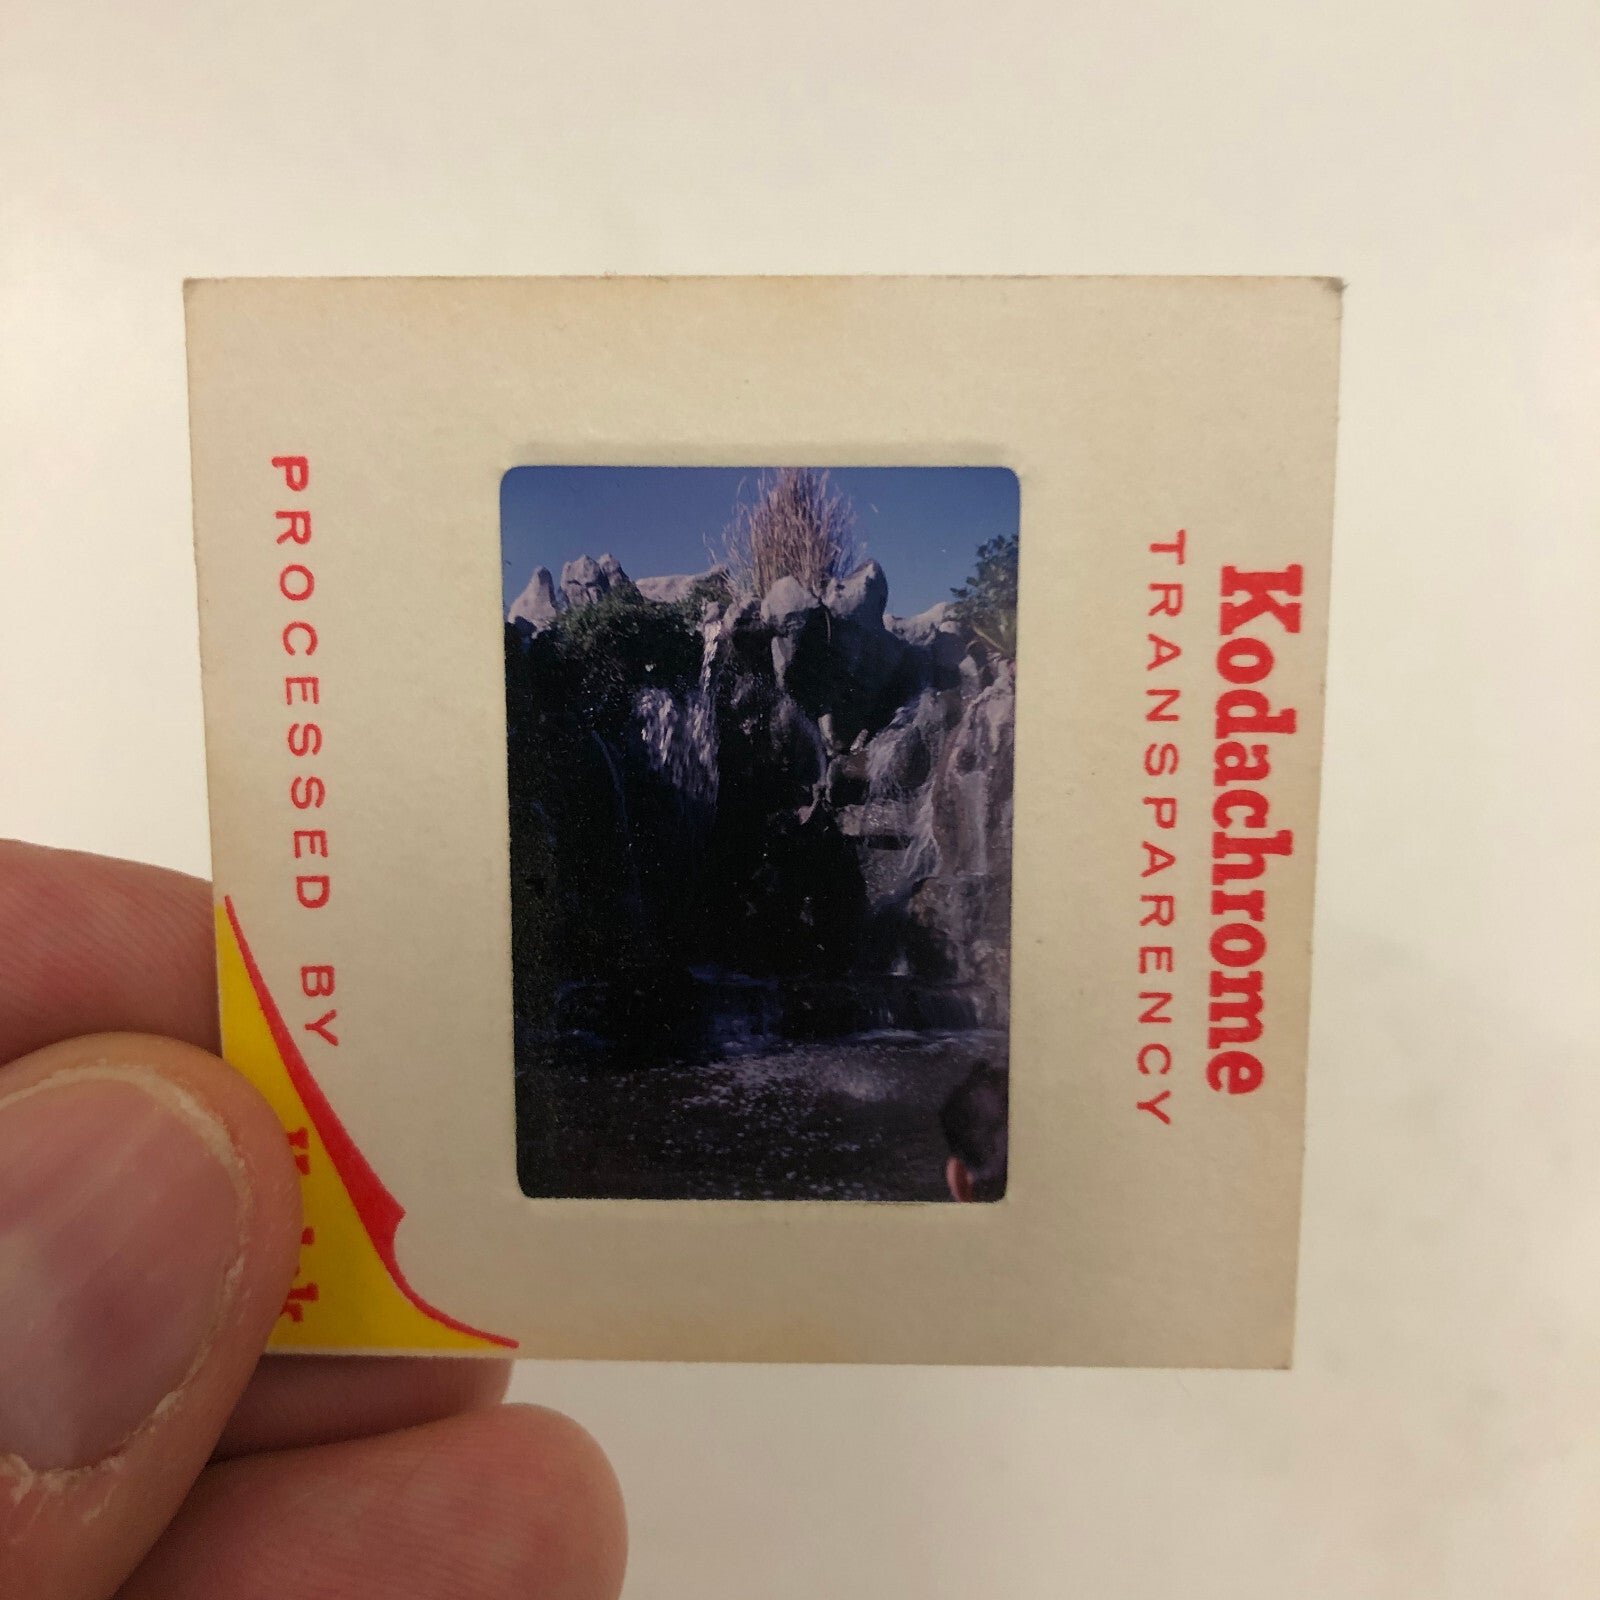 Kodachrome
TRANSPARENCY
PROCESSED BY